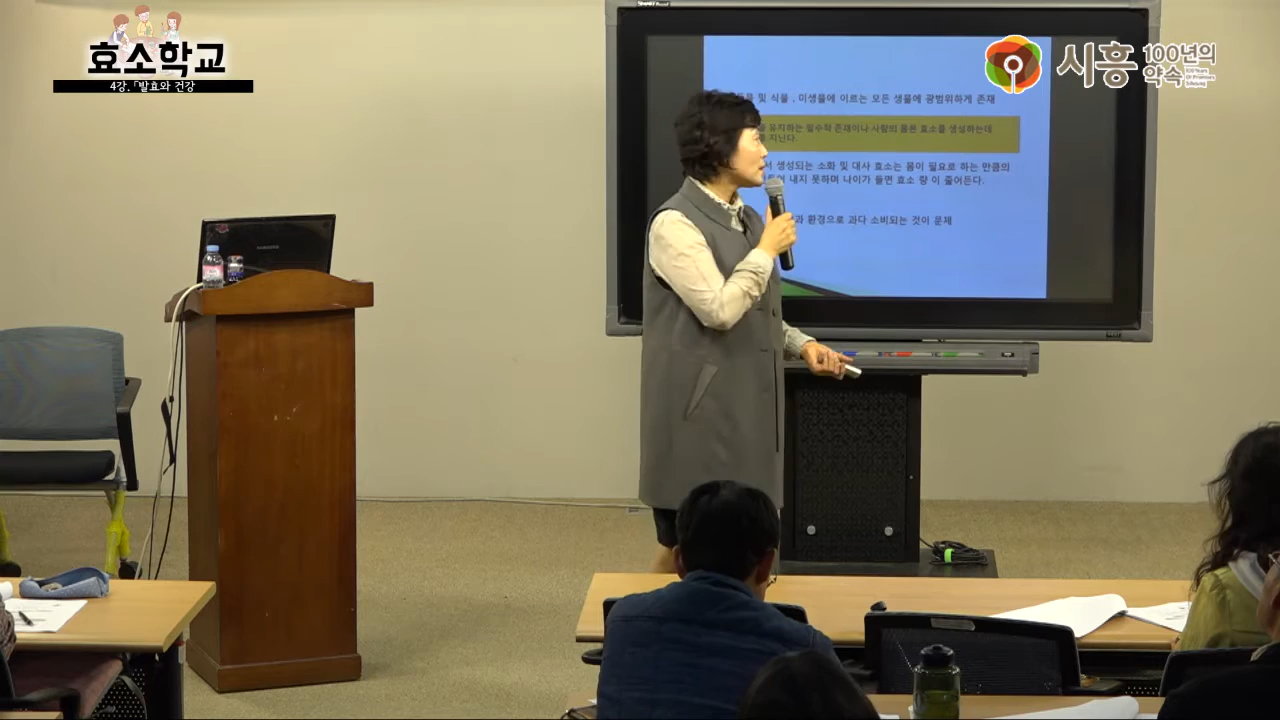 효소학교
4강. 「발효와 건강
시흥 100년의
약속
및 식물 , 미생물에 이르는 모든 생물에 광범위하게 존재
유지하는 필수적 존재이나 사람의 몸은 효소를 생성하는데
지닌다.
생성되는 소화 및 대사 효소는 몸이 필요로 하는 만큼의
내지 못하며 나이가 들면 효소 량 이 줄어든다.
환경으로 과다 소비되는 것이 문제
SAMSUNG